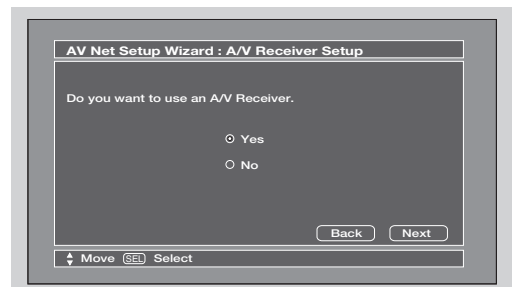 AV Net Setup Wizard : A/V Receiver Setup
Do you want to use an A/V Receiver.
Yes
No
Back Next
Move SEL Select